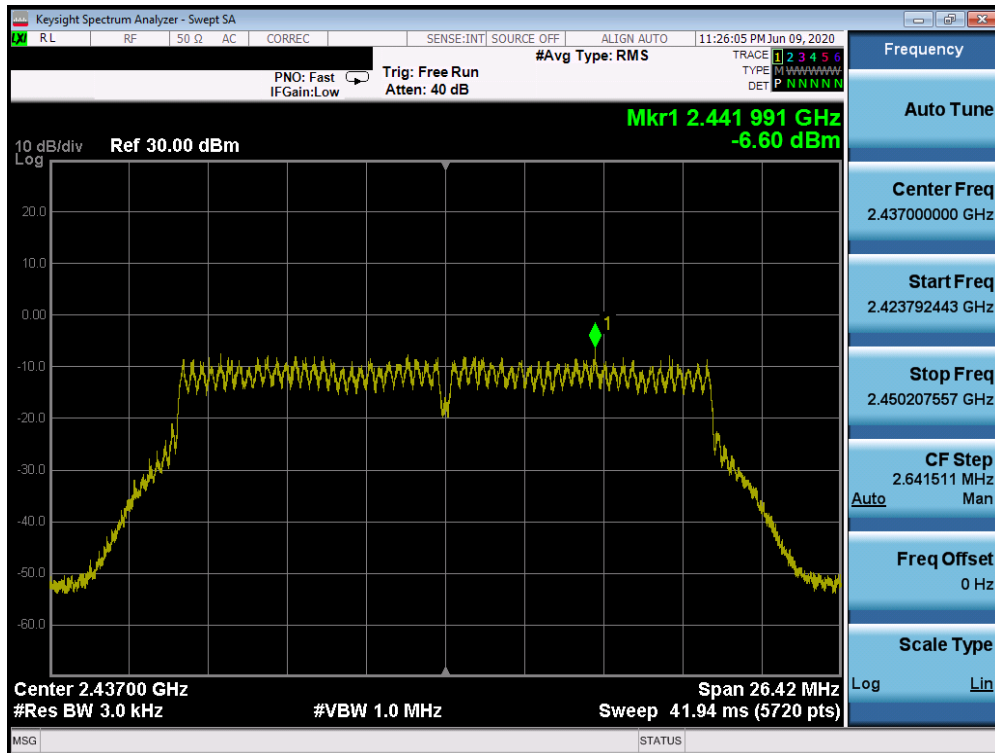 Keysight Spectrum Analyzer - Swept SA
LXI RL RF 50 Ω AC CORREC SENSE:INT SOURCE OFF ALIGN AUTO 11:26:05 PM Jun 09, 2020
#Avg Type: RMS TRACE 1 2 3 4 5 6
PNO: Fast Trig: Free Run TYPE M WWWWW
IFGain:Low Atten: 40 dB DET P N N N N N
Mkr1 2.441 991 GHz
-6.60 dBm
10 dB/div Ref 30.00 dBm
Log
20.0
10.0
0.00
1
-10.0
-20.0
-30.0
-40.0
-50.0
-60.0
Center 2.43700 GHz Span 26.42 MHz
#Res BW 3.0 kHz #VBW 1.0 MHz Sweep 41.94 ms (5720 pts)
MSG STATUS
Frequency
Auto Tune
Center Freq
2.437000000 GHz
Start Freq
2.423792443 GHz
Stop Freq
2.450207557 GHz
CF Step
2.641511 MHz
Auto Man
Freq Offset
0 Hz
Scale Type
Log Lin